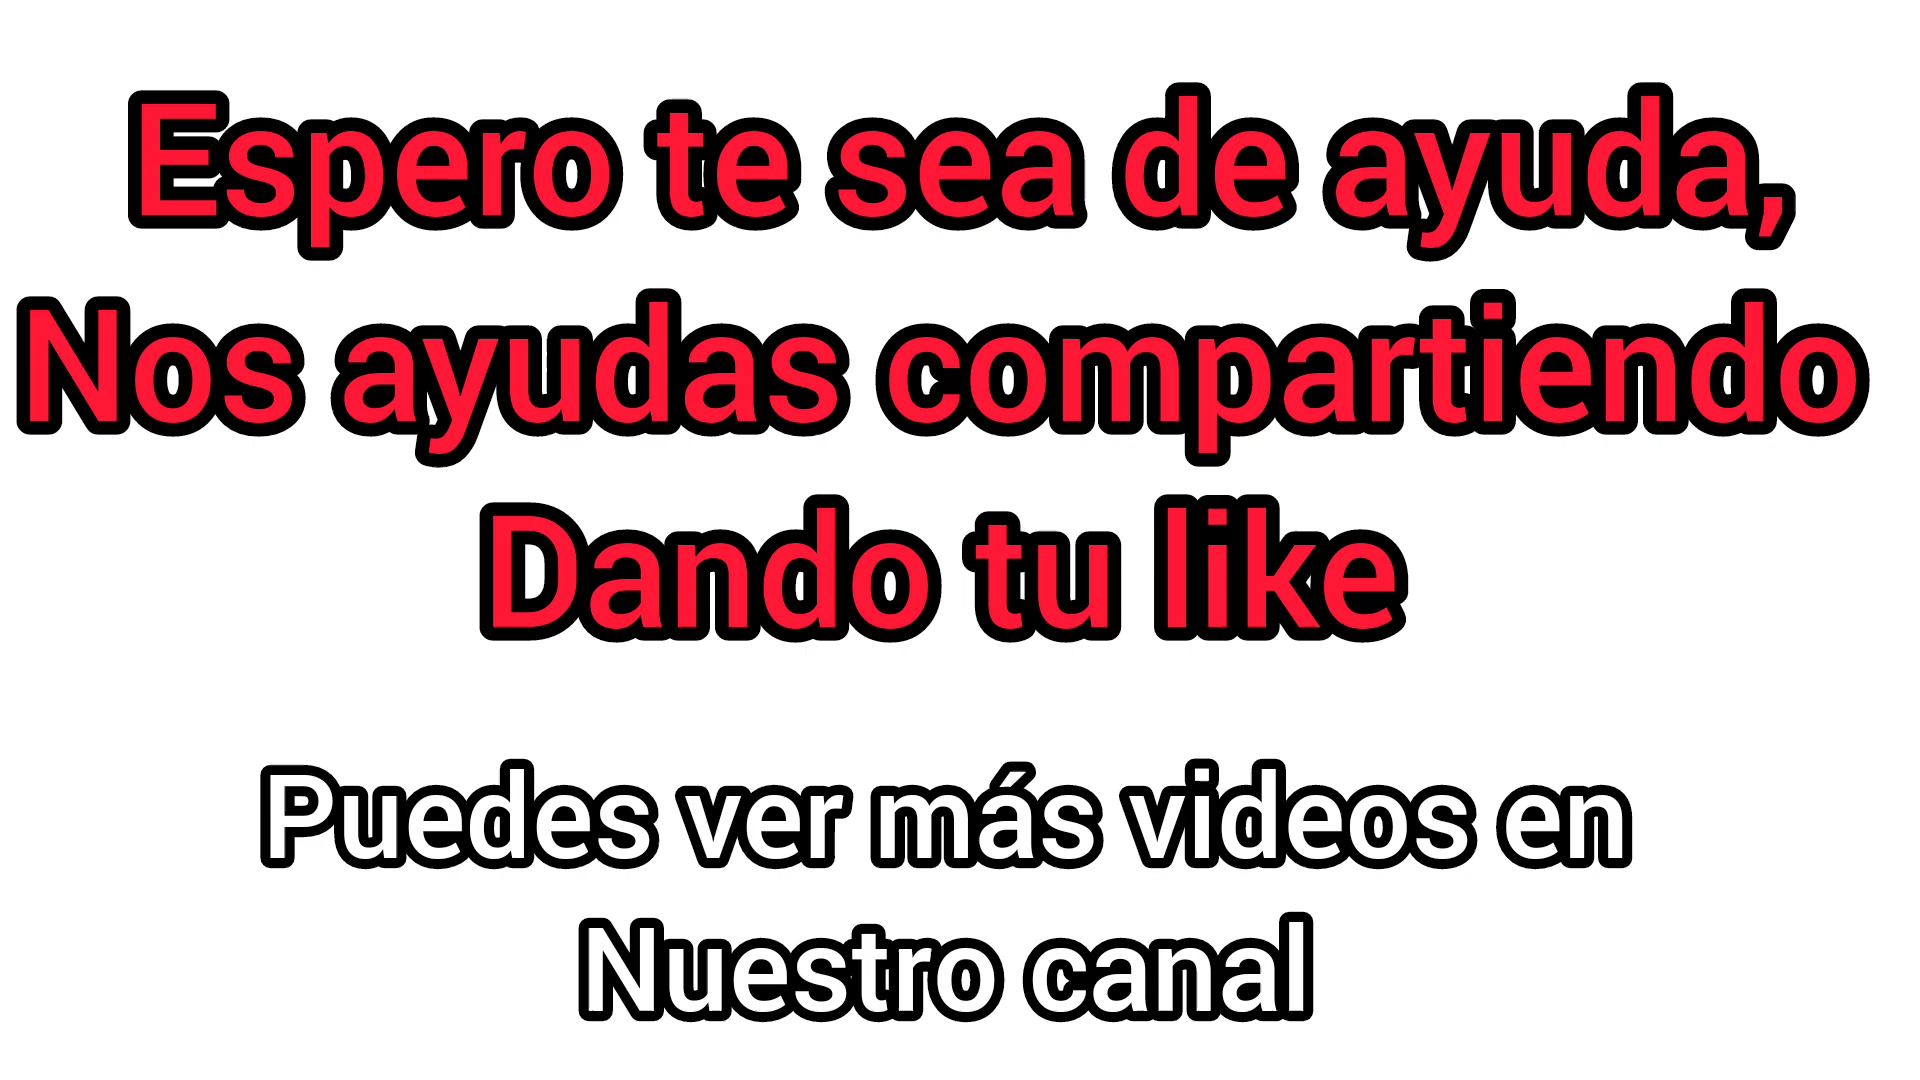 Espero te sea de ayuda,
Nos ayudas compartiendo
Dando tu like
Puedes ver más videos en
Nuestro canal